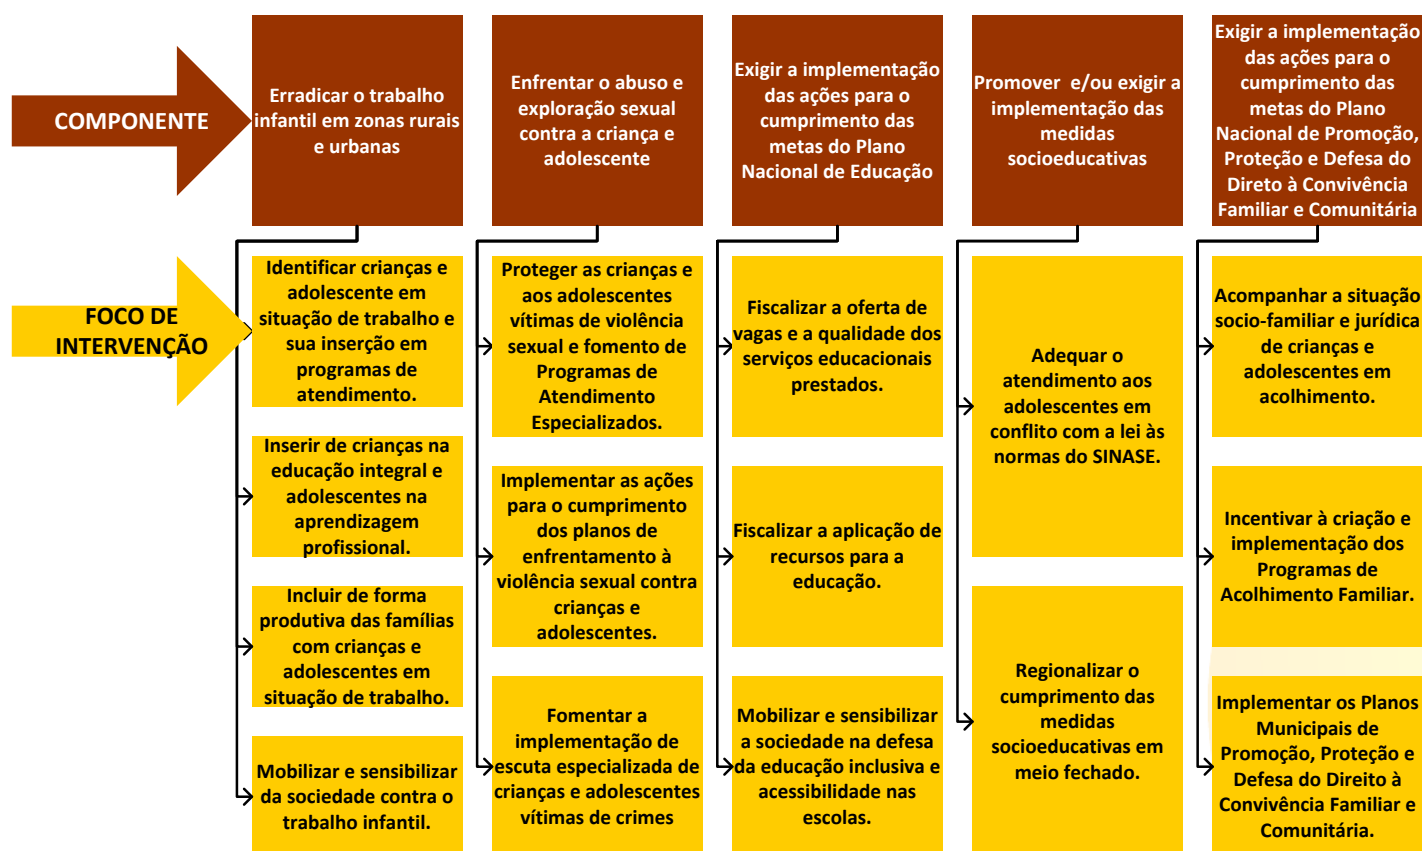 COMPONENTE
Erradicar o trabalho
infantil em zonas rurais
e urbanas
Enfrentar o abuso e
exploração sexual
contra a criança e
adolescente
Exigir a implementação
das ações para o
cumprimento das
metas do Plano
Nacional de Educação
Promover e/ou exigir a
implementação das
medidas
socioeducativas
Exigir a implementação
das ações para o
cumprimento das
metas do Plano
Nacional de Promoção,
Proteção e Defesa do
Direto à Convivência
Familiar e Comunitária
FOCO DE
INTERVENÇÃO
Identificar crianças e
adolescente em
situação de trabalho e
sua inserção em
programas de
atendimento.
Inserir de crianças na
educação integral e
adolescentes na
aprendizagem
profissional.
Incluir de forma
produtiva das famílias
com crianças e
adolescentes em
situação de trabalho.
Mobilizar e sensibilizar
da sociedade contra o
trabalho infantil.
Proteger as crianças e
aos adolescentes
vítimas de violência
sexual e fomento de
Programas de
Atendimento
Especializados.
Implementar as ações
para o cumprimento
dos planos de
enfrentamento à
violência sexual contra
crianças e
adolescentes.
Fomentar a
implementação de
escuta especializada de
crianças e adolescentes
vítimas de crimes
Fiscalizar a oferta de
vagas e a qualidade dos
serviços educacionais
prestados.
Fiscalizar a aplicação de
recursos para a
educação.
Mobilizar e sensibilizar
a sociedade na defesa
da educação inclusiva e
acessibilidade nas
escolas.
Adequar o
atendimento aos
adolescentes em
conflito com a lei às
normas do SINASE.
Regionalizar o
cumprimento das
medidas
socioeducativas em
meio fechado.
Acompanhar a situação
socio-familiar e jurídica
de crianças e
adolescentes em
acolhimento.
Incentivar à criação e
implementação dos
Programas de
Acolhimento Familiar.
Implementar os Planos
Municipais de
Promoção, Proteção e
Defesa do Direito à
Convivência Familiar e
Comunitária.